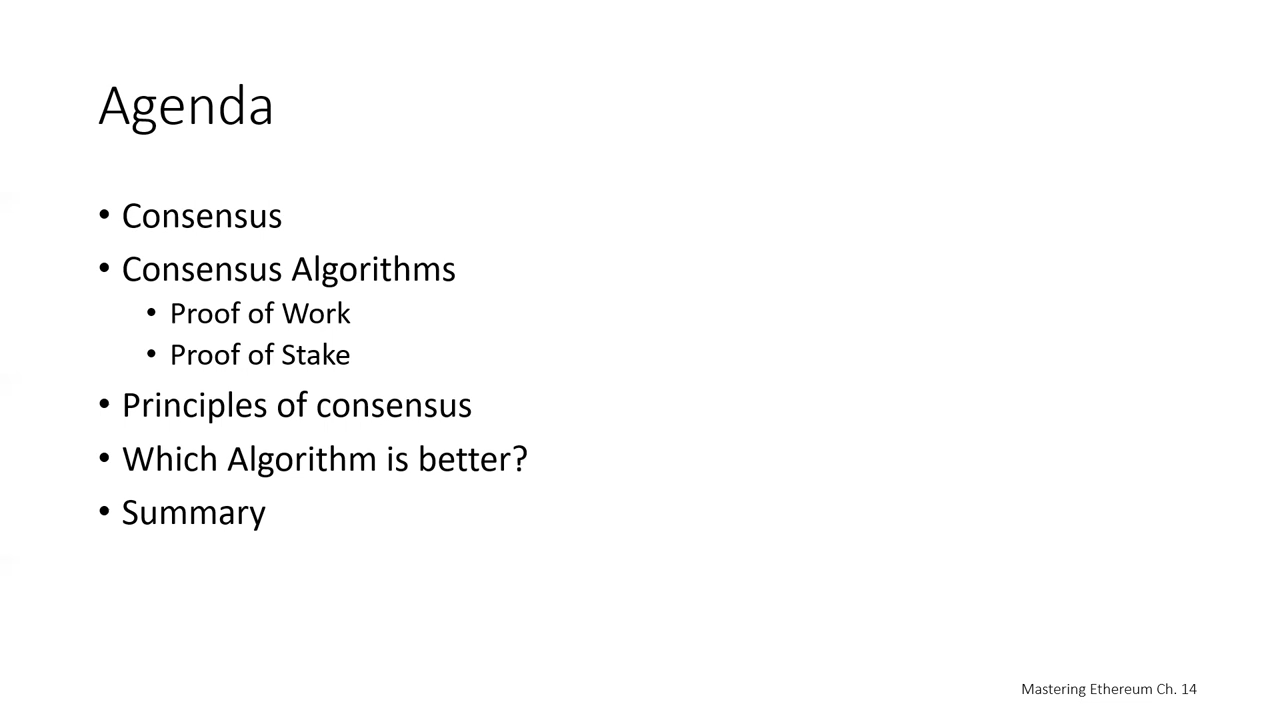 Agenda
• Consensus
• Consensus Algorithms
• Proof of Work
• Proof of Stake
• Principles of consensus
• Which Algorithm is better?
• Summary
Mastering Ethereum Ch. 14